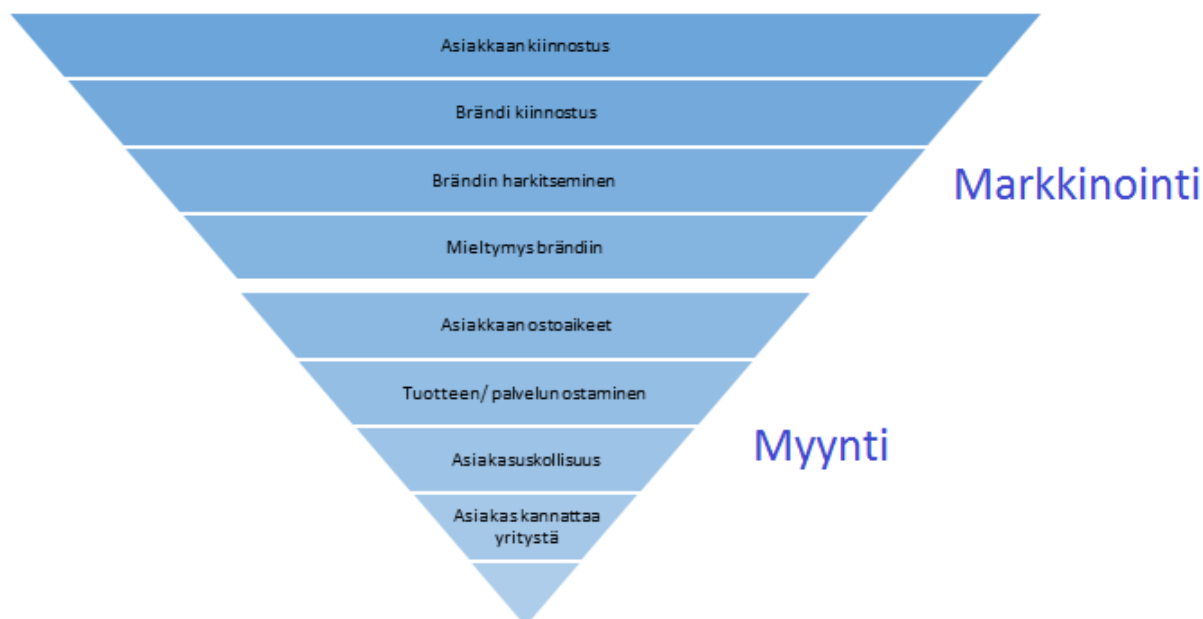 Asiakkaan kiinnostus
Brändi kiinnostus
Brändin harkitseminen
Mieltymys brändiin
Markkinointi
Asiakkaan ostoaikeet
Tuotteen/ palvelun ostaminen
Asiakasuskollisuus
Myynti
Asiakas kannattaa
yritystä